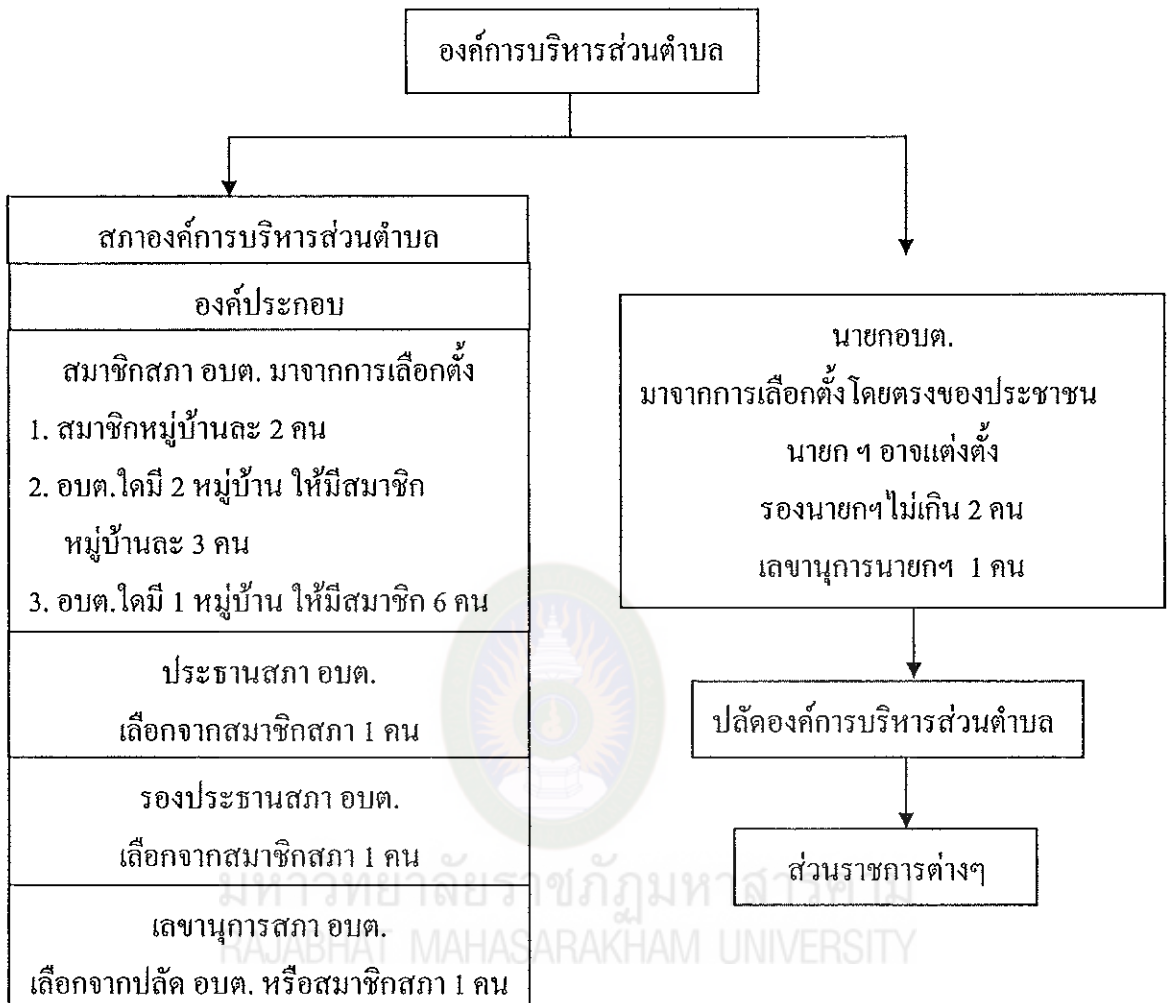 องค์การบริหารส่วนตำบล
สภาองค์การบริหารส่วนตำบล
องค์ประกอบ
สมาชิกสภา อบต. มาจากการเลือกตั้ง
1. สมาชิกหมู่บ้านละ 2 คน
2. อบต.ใดมี 2 หมู่บ้าน ให้มีสมาชิก
หมู่บ้านละ 3 คน
3. อบต.ใดมี 1 หมู่บ้าน ให้มีสมาชิก 6 คน
ประธานสภา อบต.
เลือกจากสมาชิกสภา 1 คน
รองประธานสภา อบต.
เลือกจากสมาชิกสภา 1 คน
เลขานุการสภา อบต.
เลือกจากปลัด อบต. หรือสมาชิกสภา 1 คน
นายกอบต.
มาจากการเลือกตั้งโดยตรงของประชาชน
นายก ฯ อาจแต่งตั้ง
รองนายกฯ ไม่เกิน 2 คน
เลขานุการนายกฯ 1 คน
ปลัดองค์การบริหารส่วนตำบล
ส่วนราชการต่างๆ
มหาวิทยาลัยราชภัฏมหาสารคาม
RAJABHAT MAHASARAKHAM UNIVERSITY